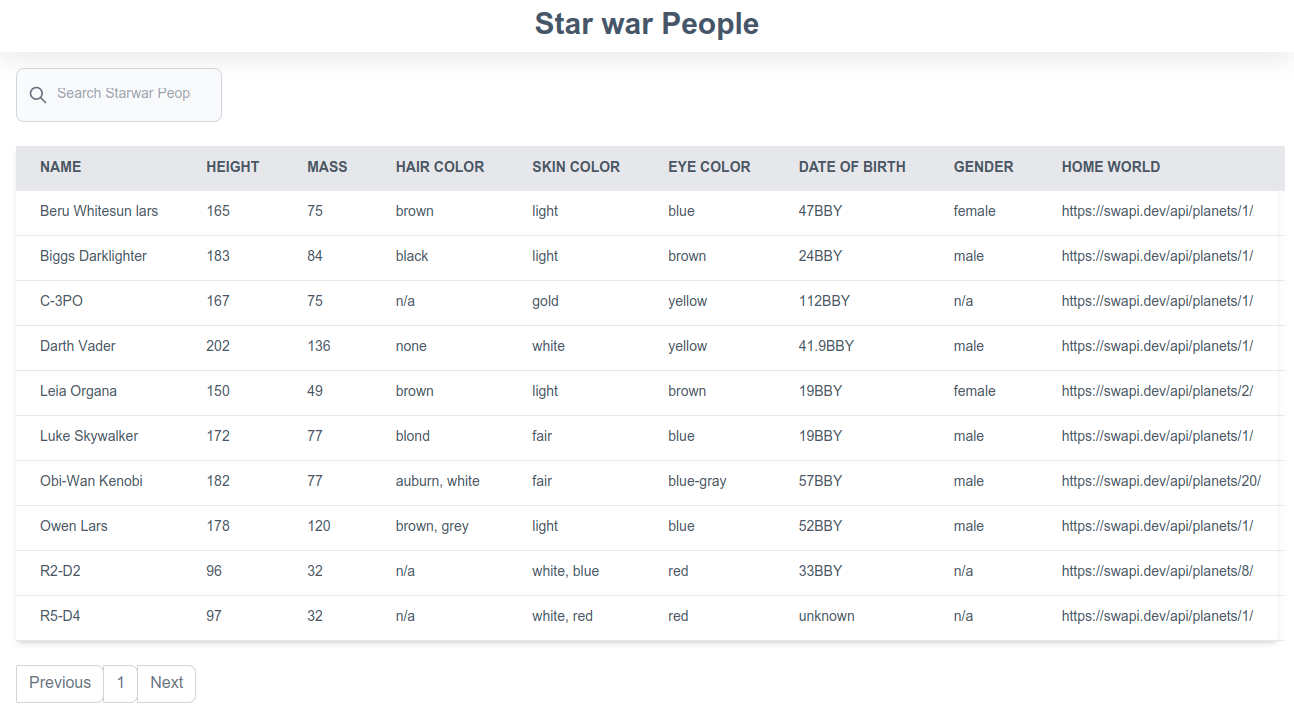 Star war People
Search Starwar Peop
NAME HEIGHT MASS HAIR COLOR SKIN COLOR EYE COLOR DATE OF BIRTH GENDER HOME WORLD
Beru Whitesun lars 165 75 brown light blue 47BBY female https://swapi.dev/api/planets/1/
Biggs Darklighter 183 84 black light brown 24BBY male https://swapi.dev/api/planets/1/
C-3PO 167 75 n/a gold yellow 112BBY n/a https://swapi.dev/api/planets/1/
Darth Vader 202 136 none white yellow 41.9BBY male https://swapi.dev/api/planets/1/
Leia Organa 150 49 brown light brown 19BBY female https://swapi.dev/api/planets/2/
Luke Skywalker 172 77 blond fair blue 19BBY male https://swapi.dev/api/planets/1/
Obi-Wan Kenobi 182 77 auburn, white fair blue-gray 57BBY male https://swapi.dev/api/planets/20/
Owen Lars 178 120 brown, grey light blue 52BBY male https://swapi.dev/api/planets/1/
R2-D2 96 32 n/a white, blue red 33BBY n/a https://swapi.dev/api/planets/8/
R5-D4 97 32 n/a white, red red unknown n/a https://swapi.dev/api/planets/1/
Previous 1 Next